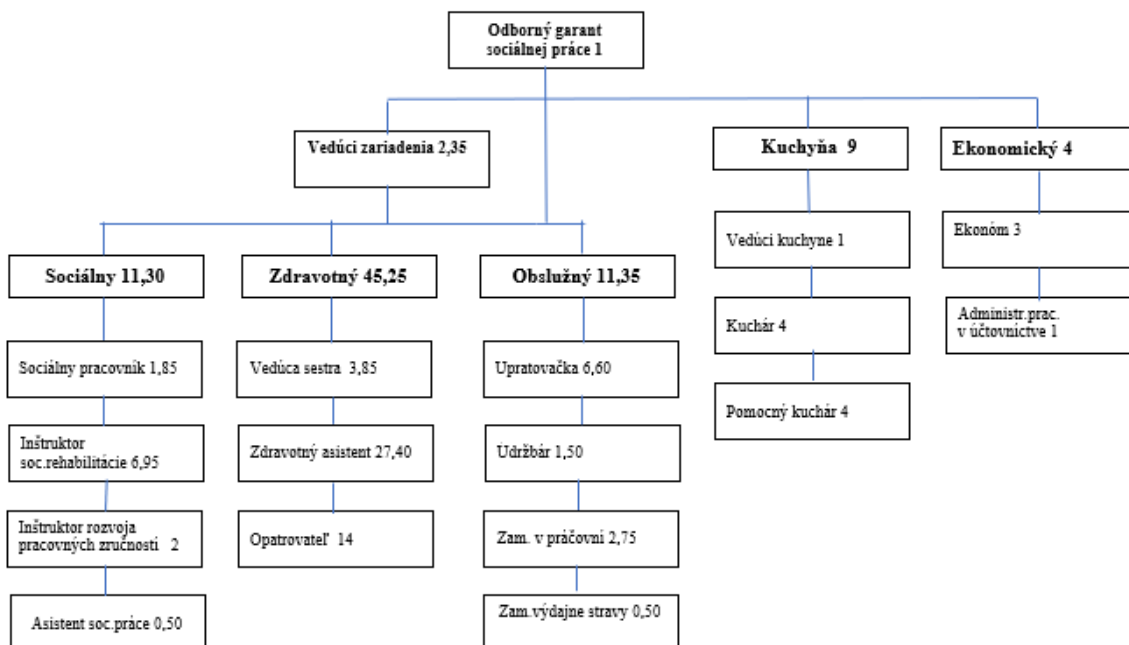 Odborný garant
sociálnej práce 1
Vedúci zariadenia 2,35
Kuchyňa 9
Ekonomický 4
Vedúci kuchyne 1
Ekonóm 3
Sociálny 11,30
Zdravotný 45,25
Obslužný 11,35
Kuchár 4
Administr.prac.
v účtovníctve 1
Sociálny pracovník 1,85
Vedúca sestra 3,85
Upratovačka 6,60
Pomocný kuchár 4
Inštruktor
soc.rehabilitácie 6,95
Zdravotný asistent 27,40
Údržbár 1,50
Inštruktor rozvoja
pracovných zručností 2
Opatrovateľ 14
Zam. v práčovni 2,75
Asistent soc.práce 0,50
Zam.výdajne stravy 0,50